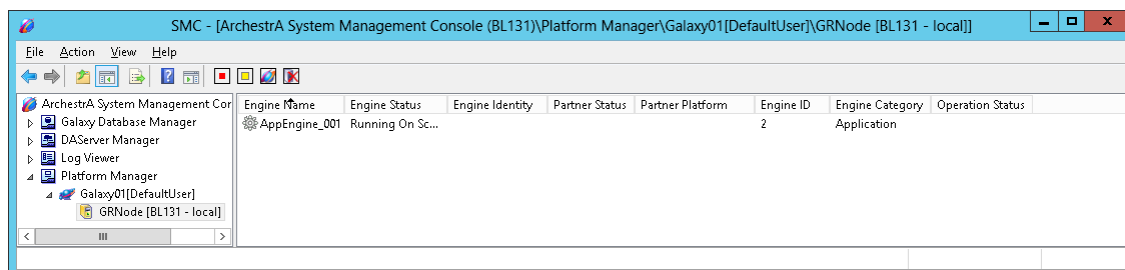 SMC - [ArchestrA System Management Console (BL131)\Platform Manager\Galaxy01[DefaultUser]\GRNode [BL131 - local]]
File Action View Help
ArchestrA System Management Cor
Galaxy Database Manager
DAServer Manager
Log Viewer
Platform Manager
Galaxy01[DefaultUser]
GRNode [BL131 - local]
Engine Name Engine Status Engine Identity Partner Status Partner Platform Engine ID Engine Category Operation Status
AppEngine_001 Running On Sc... 2 Application